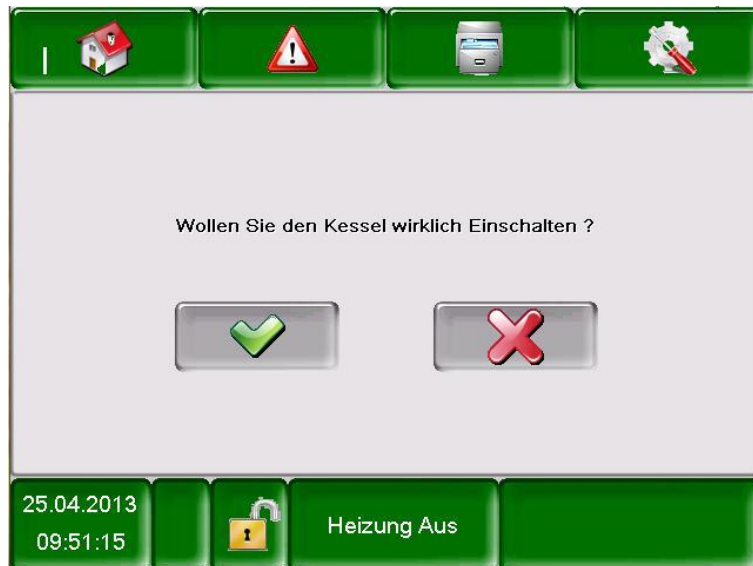 Wollen Sie den Kessel wirklich Einschalten ?
25.04.2013
09:51:15
Heizung Aus